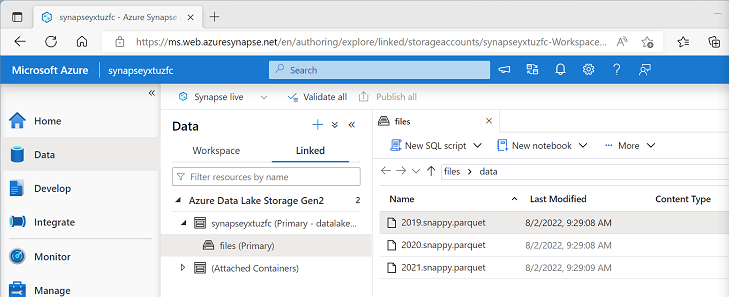 synapseyxtuzfc - Azure Synapse A
https://ms.web.azuresynapse.net/en/authoring/explore/linked/storageaccounts/synapseyxtuzfc-Workspace...
Microsoft Azure
synapseyxtuzfc
Search
Home
Data
Develop
Integrate
Monitor
Manage
Synapse live
Validate all
Publish all
Data
Workspace
Linked
Filter resources by name
Azure Data Lake Storage Gen2 2
synapseyxtuzfc (Primary - datalake...
files (Primary)
(Attached Containers)
files
New SQL script
New notebook
More
files
data
Name Last Modified Content Type
2019.snappy.parquet 8/2/2022, 9:29:08 AM
2020.snappy.parquet 8/2/2022, 9:29:08 AM
2021.snappy.parquet 8/2/2022, 9:29:09 AM